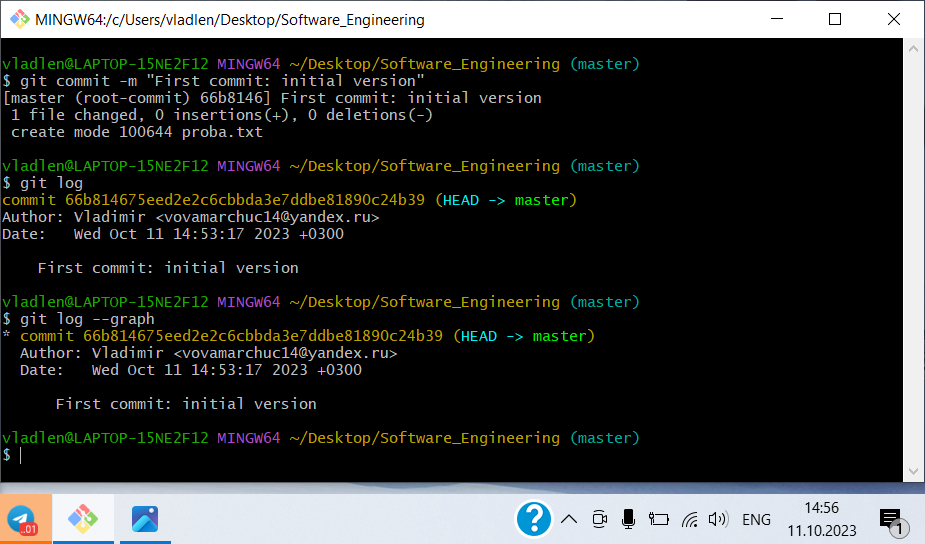 MINGW64:/c/Users/vladlen/Desktop/Software_Engineering
vladlen@LAPTOP-15NE2F12 MINGW64 ~/Desktop/Software_Engineering (master)
$ git commit -m "First commit: initial version"
[master (root-commit) 66b8146] First commit: initial version
 1 file changed, 0 insertions(+), 0 deletions(-)
 create mode 100644 proba.txt
vladlen@LAPTOP-15NE2F12 MINGW64 ~/Desktop/Software_Engineering (master)
$ git log
commit 66b814675eed2e2c6cbbda3e7ddbe81890c24b39 (HEAD -> master)
Author: Vladimir <vovamarchuc14@yandex.ru>
Date:   Wed Oct 11 14:53:17 2023 +0300
    First commit: initial version
vladlen@LAPTOP-15NE2F12 MINGW64 ~/Desktop/Software_Engineering (master)
$ git log --graph
* commit 66b814675eed2e2c6cbbda3e7ddbe81890c24b39 (HEAD -> master)
  Author: Vladimir <vovamarchuc14@yandex.ru>
  Date:   Wed Oct 11 14:53:17 2023 +0300
      First commit: initial version
vladlen@LAPTOP-15NE2F12 MINGW64 ~/Desktop/Software_Engineering (master)
$
..01
?
ENG
14:56
11.10.2023
1